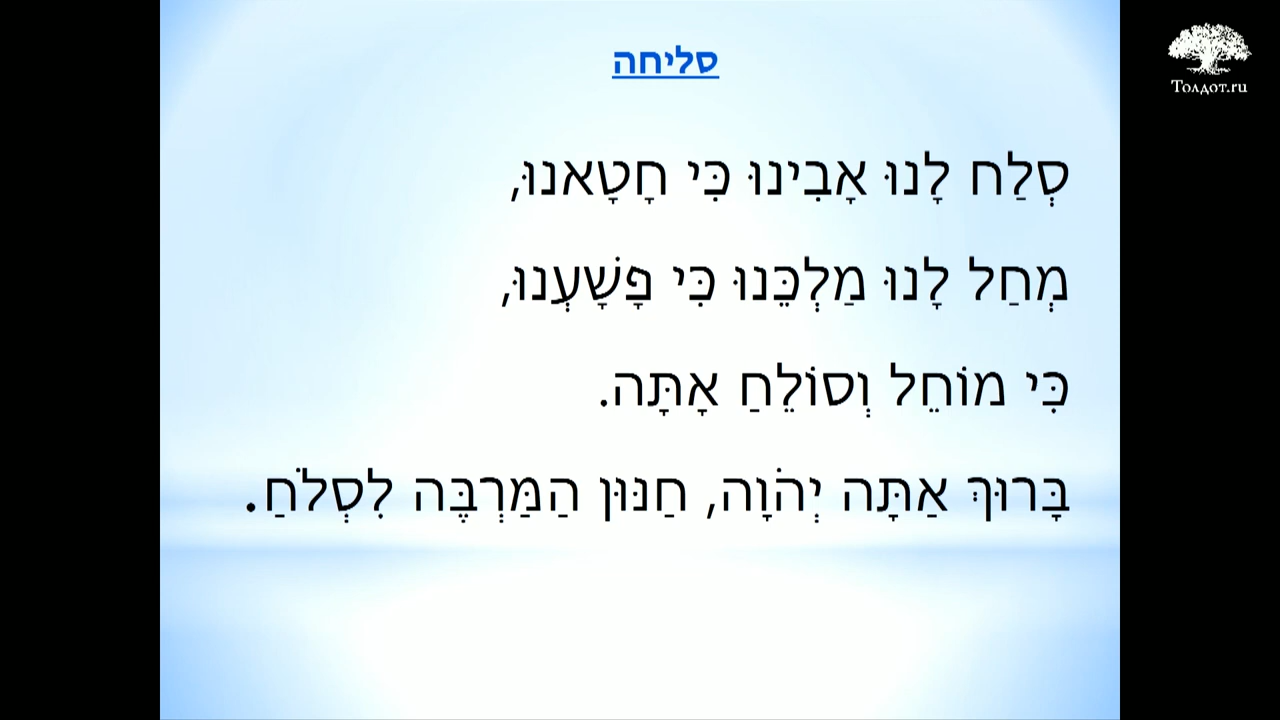 סליחה
Толдот.ru
סְלַח לָנוּ אָבִינוּ כִּי חָטָאנוּ,
מְחַל לָנוּ מַלְכֵּנוּ כִּי פָשָׁעְנוּ,
כִּי מוֹחֵל וְסוֹלֵחַ אָתָּה.
בָּרוּךְ אַתָּה יְהֹוָה, חַנּוּן הַמַּרְבֶּה לִסְלֹחַ.